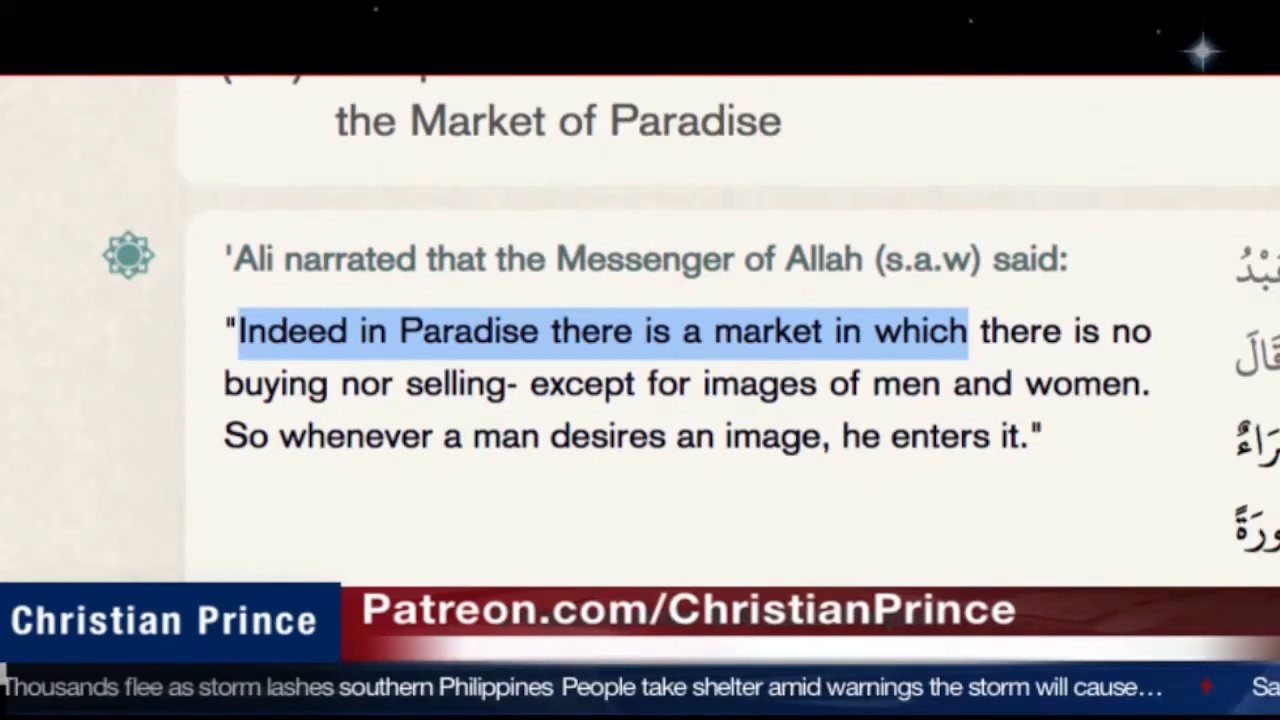 the Market of Paradise
'Ali narrated that the Messenger of Allah (s.a.w) said:
"Indeed in Paradise there is a market in which there is no
buying nor selling- except for images of men and women.
So whenever a man desires an image, he enters it."
Christian Prince
Patreon.com/ChristianPrince
Thousands flee as storm lashes southern Philippines People take shelter amid warnings the storm will cause… Sa